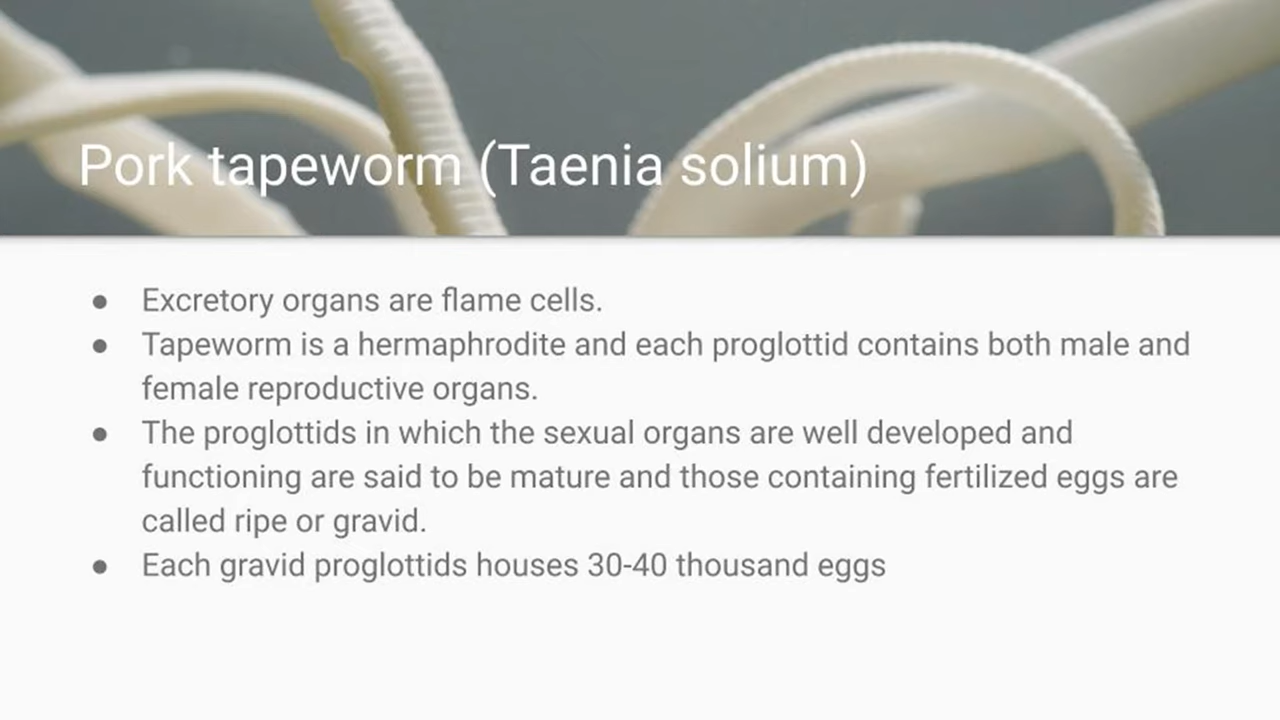 Pork tapeworm (Taenia solium)
● Excretory organs are flame cells.
● Tapeworm is a hermaphrodite and each proglottid contains both male and
female reproductive organs.
● The proglottids in which the sexual organs are well developed and
functioning are said to be mature and those containing fertilized eggs are
called ripe or gravid.
● Each gravid proglottids houses 30-40 thousand eggs